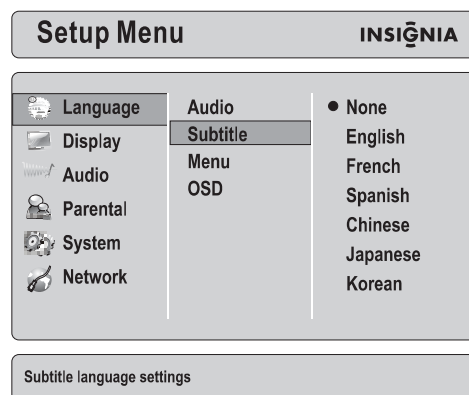 Setup Menu
INSIGNIA
Language
Display
Audio
Parental
System
Network
Audio
Subtitle
Menu
OSD
None
English
French
Spanish
Chinese
Japanese
Korean
Subtitle language settings